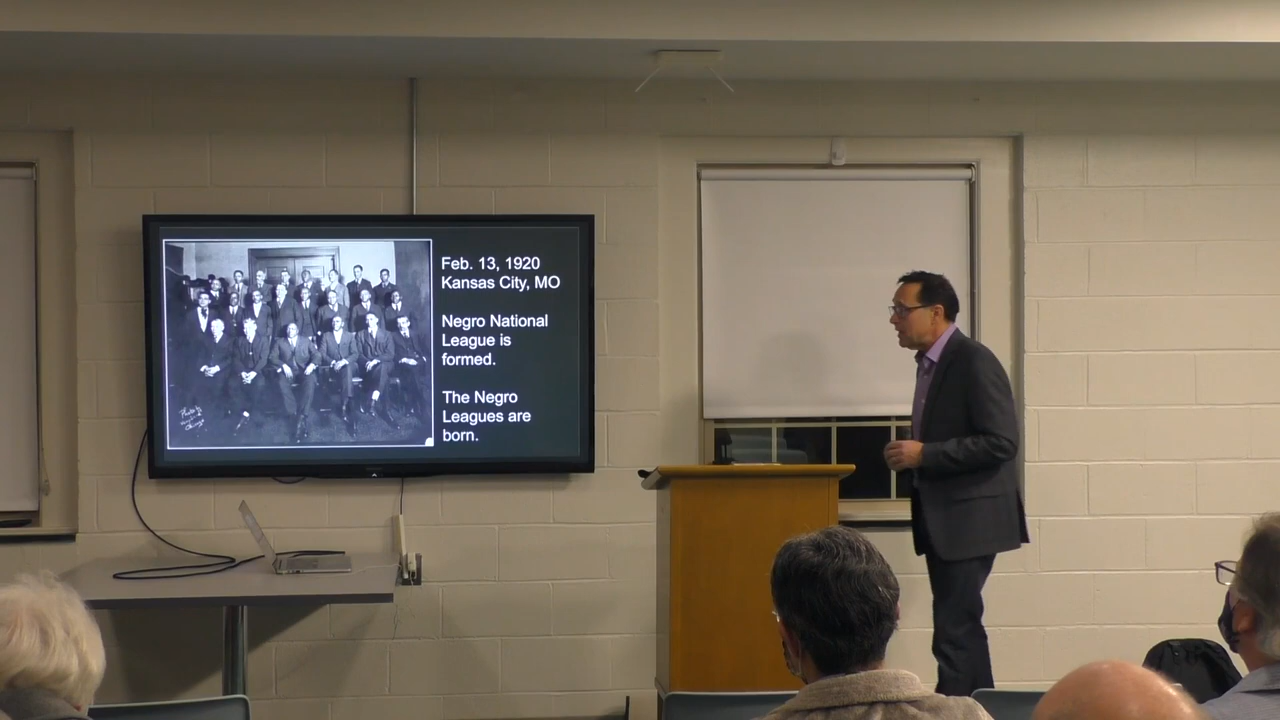 Feb. 13, 1920
Kansas City, MO
Negro National
League is
formed.
The Negro
Leagues are
born.